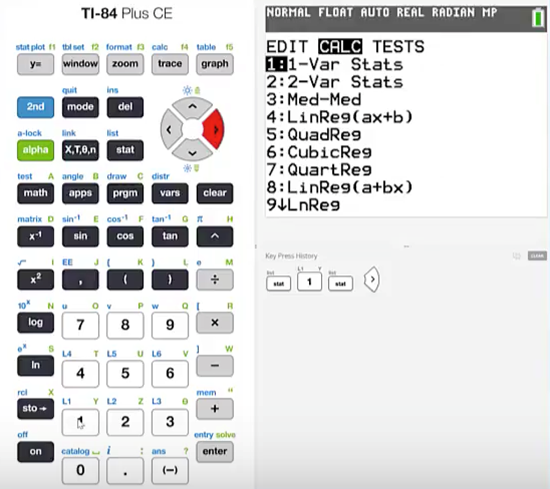 TI-84 Plus CE
stat plot f1 tbl set f2 format f3 calc f4 table f5
y= window zoom trace graph
quit ins
2nd mode del
a-lock link list
alpha X,T,θ,n stat
test A angle B draw C distr
math apps prgm vars clear
matrix D sin⁻¹ E cos⁻¹ F tan⁻¹ G π H
x⁻¹ sin cos tan ^
√ I EE J { K } L e M
x² , ( ) ÷
10ˣ N u O v P w Q [ R
log 7 8 9 ×
eˣ S L4 T L5 U L6 V ] W
ln 4 5 6 −
rcl X L1 Y L2 Z L3 θ mem "
sto→ 1 2 3 +
off catalog i : ans ? entry solve
on 0 . (−) enter
NORMAL FLOAT AUTO REAL RADIAN MP
EDIT CALC TESTS
1:1-Var Stats
2:2-Var Stats
3:Med-Med
4:LinReg(ax+b)
5:QuadReg
6:CubicReg
7:QuartReg
8:LinReg(a+bx)
9↓LnReg
Key Press History
CLEAR
list L1 Y list
stat 1 stat >